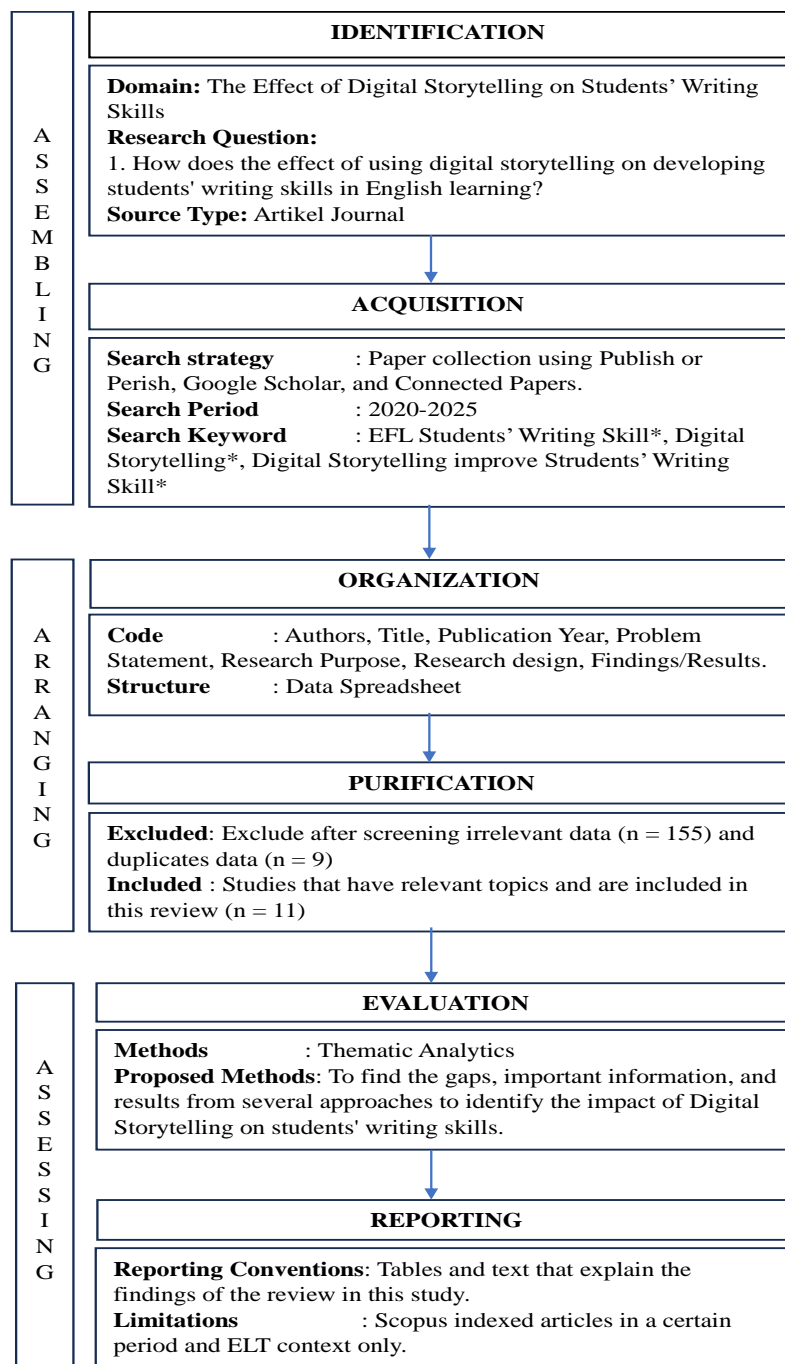 ASSEMBLING
IDENTIFICATION
Domain: The Effect of Digital Storytelling on Students’ Writing
Skills
Research Question:
1. How does the effect of using digital storytelling on developing
students' writing skills in English learning?
Source Type: Artikel Journal
ACQUISITION
Search strategy : Paper collection using Publish or
Perish, Google Scholar, and Connected Papers.
Search Period : 2020-2025
Search Keyword : EFL Students’ Writing Skill*, Digital
Storytelling*, Digital Storytelling improve Strudents’ Writing
Skill*
ARRANGING
ORGANIZATION
Code : Authors, Title, Publication Year, Problem
Statement, Research Purpose, Research design, Findings/Results.
Structure : Data Spreadsheet
PURIFICATION
Excluded: Exclude after screening irrelevant data (n = 155) and
duplicates data (n = 9)
Included : Studies that have relevant topics and are included in
this review (n = 11)
ASSESSING
EVALUATION
Methods : Thematic Analytics
Proposed Methods: To find the gaps, important information, and
results from several approaches to identify the impact of Digital
Storytelling on students' writing skills.
REPORTING
Reporting Conventions: Tables and text that explain the
findings of the review in this study.
Limitations : Scopus indexed articles in a certain
period and ELT context only.